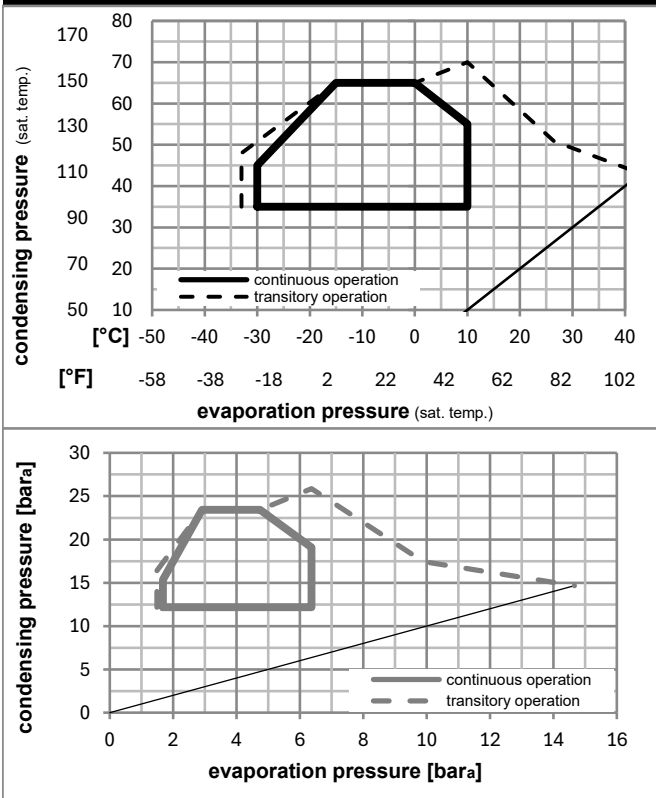 condensing pressure (sat. temp.)
170 80
70
150 60
130 50
110 40
90 30
70 20
50 10
continuous operation
transitory operation
[°C] -50 -40 -30 -20 -10 0 10 20 30 40
[°F] -58 -38 -18 2 22 42 62 82 102
evaporation pressure (sat. temp.)
condensing pressure [bara]
30
25
20
15
10
5
0
continuous operation
transitory operation
0 2 4 6 8 10 12 14 16
evaporation pressure [bara]